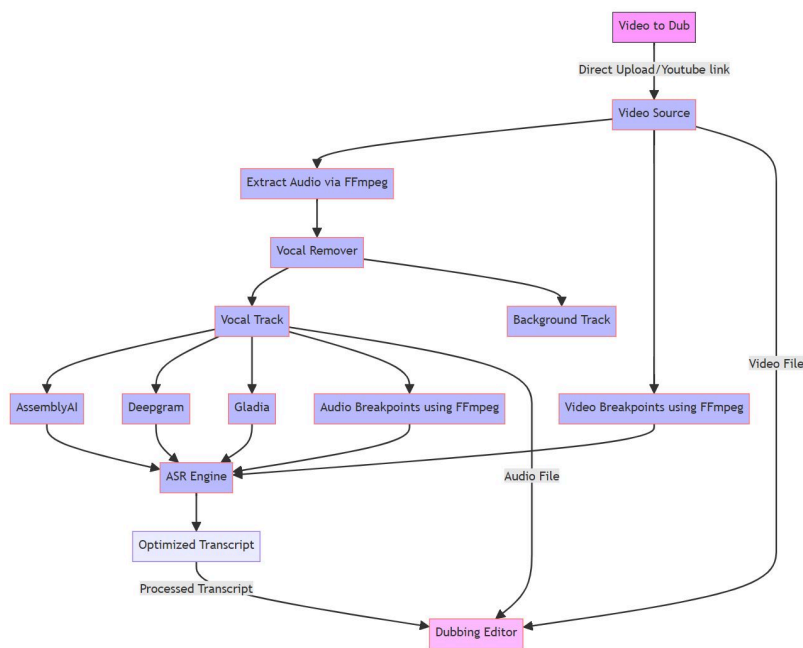 Video to Dub
Direct Upload/Youtube link
Video Source
Extract Audio via FFmpeg
Vocal Remover
Vocal Track
Background Track
Video File
AssemblyAI
Deepgram
Gladia
Audio Breakpoints using FFmpeg
Video Breakpoints using FFmpeg
ASR Engine
Audio File
Optimized Transcript
Processed Transcript
Dubbing Editor